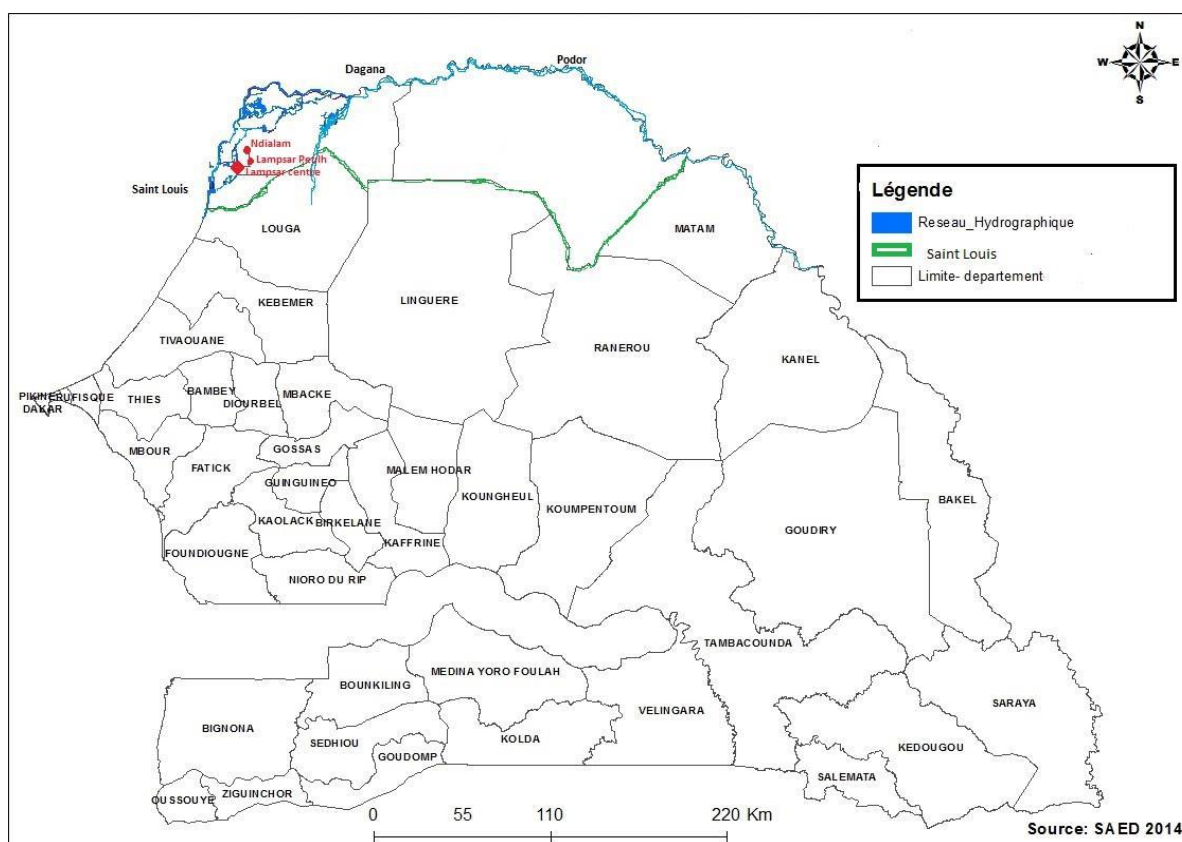 N
W E
S
Dagana
Podor
Ndialam
Lampsar Peulh
Lampsar centre
Saint Louis
Légende
Reseau_Hydrographique
Saint Louis
Limite- departement
LOUGA
MATAM
KEBEMER
LINGUERE
TIVAOUANE
RANEROU
KANEL
PIKINE RUFISQUE
DAKAR
THIES
BAMBEY
DIOURBEL
MBACKE
MBOUR
FATICK
GOSSAS
MALEM HODAR
GUINGUINEO
KOUNGHEUL
KOUMPENTOUM
BAKEL
GOUDIRY
KAOLACK
BIRKELANE
KAFFRINE
FOUNDIOUGNE
NIORO DU RIP
TAMBACOUNDA
MEDINA YORO FOULAH
BOUNKILING
VELINGARA
SARAYA
BIGNONA
SEDHIOU
KOLDA
GOUDOMP
KEDOUGOU
SALEMATA
OUSSOUYE
ZIGUINCHOR
0 55 110 220 Km
Source: SAED 2014